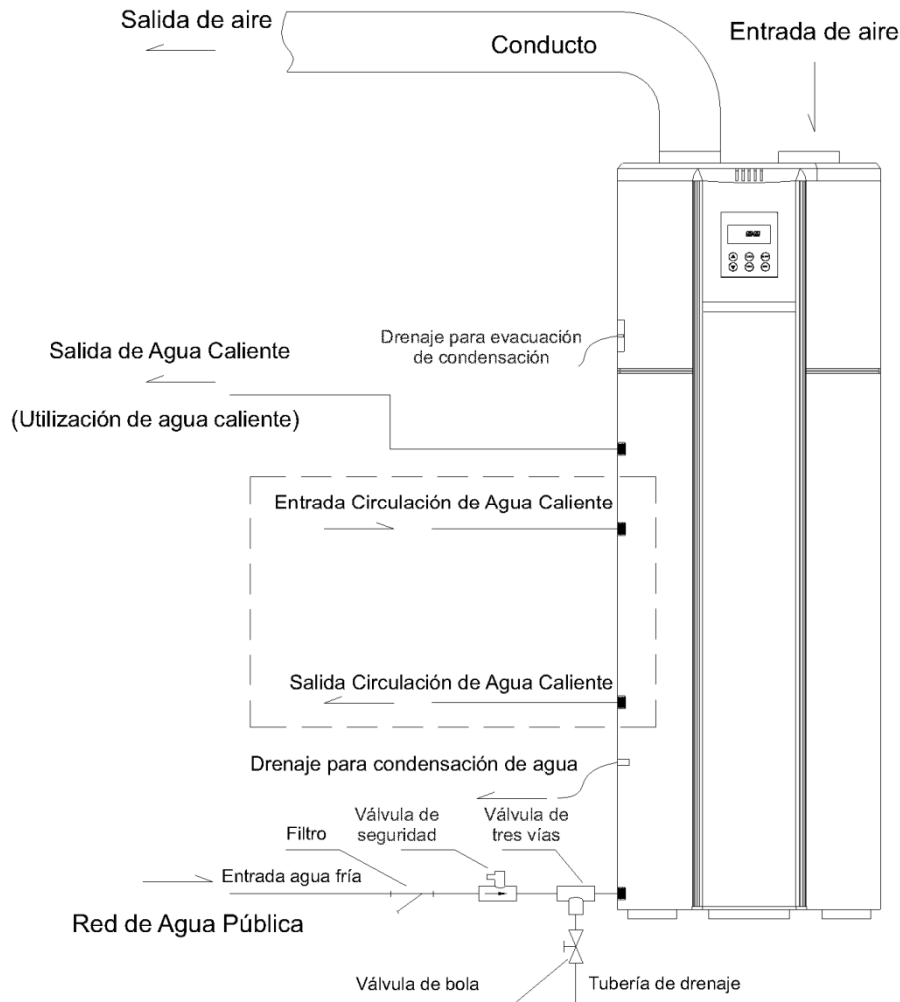 Salida de aire
Conducto
Entrada de aire
Drenaje para evacuación
de condensación
Salida de Agua Caliente
(Utilización de agua caliente)
Entrada Circulación de Agua Caliente
Salida Circulación de Agua Caliente
Drenaje para condensación de agua
Válvula de
seguridad
Válvula de
tres vías
Filtro
Entrada agua fría
Red de Agua Pública
Válvula de bola
Tubería de drenaje